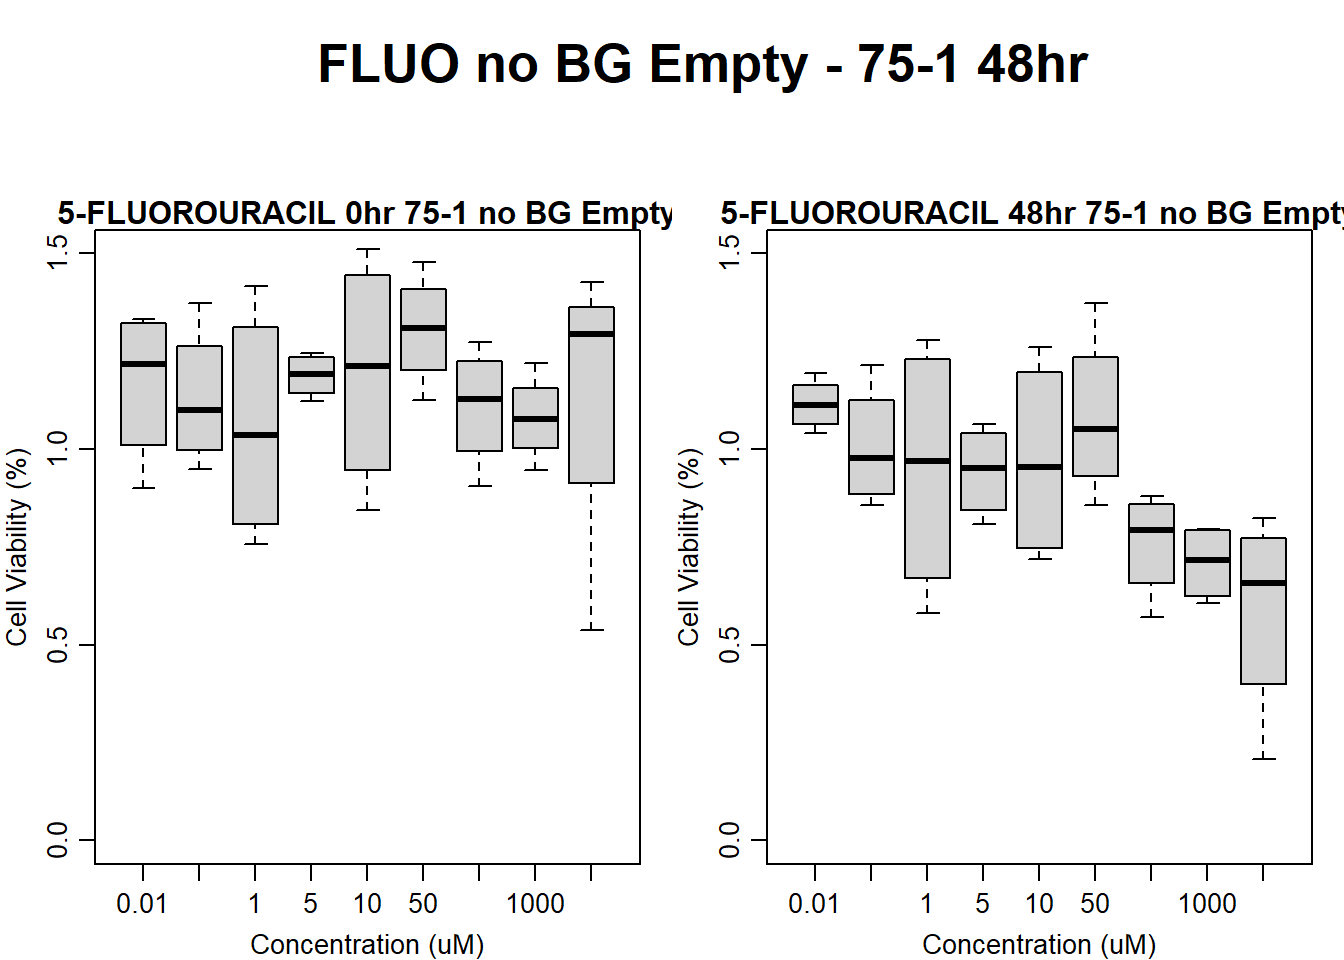 FLUO no BG Empty - 75-1 48hr
5-FLUOROURACIL 0hr 75-1 no BG Empty
Cell Viability (%)
1.5
1.0
0.5
0.0
0.01 1 5 10 50 1000
Concentration (uM)
5-FLUOROURACIL 48hr 75-1 no BG Empty
Cell Viability (%)
1.5
1.0
0.5
0.0
0.01 1 5 10 50 1000
Concentration (uM)